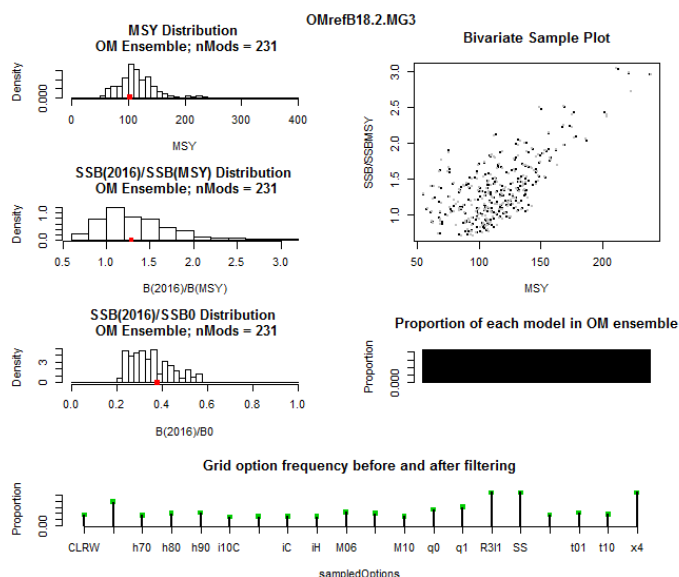 OMrefB18.2.MG3
MSY Distribution
OM Ensemble; nMods = 231
Density
0.000
0 100 200 300 400
MSY
SSB(2016)/SSB(MSY) Distribution
OM Ensemble; nMods = 231
Density
0.0 1.0
0.5 1.0 1.5 2.0 2.5 3.0
B(2016)/B(MSY)
SSB(2016)/SSB0 Distribution
OM Ensemble; nMods = 231
Density
0 3
0.0 0.2 0.4 0.6 0.8 1.0
B(2016)/B0
Bivariate Sample Plot
SSB/SSBMSY
1.0 1.5 2.0 2.5 3.0
50 100 150 200
MSY
Proportion of each model in OM ensemble
Proportion
0.000
Grid option frequency before and after filtering
Proportion
0.00
CLRW h70 h80 h90 i10C iC iH M06 M10 q0 q1 R3I1 SS t01 t10 x4
sampledOptions